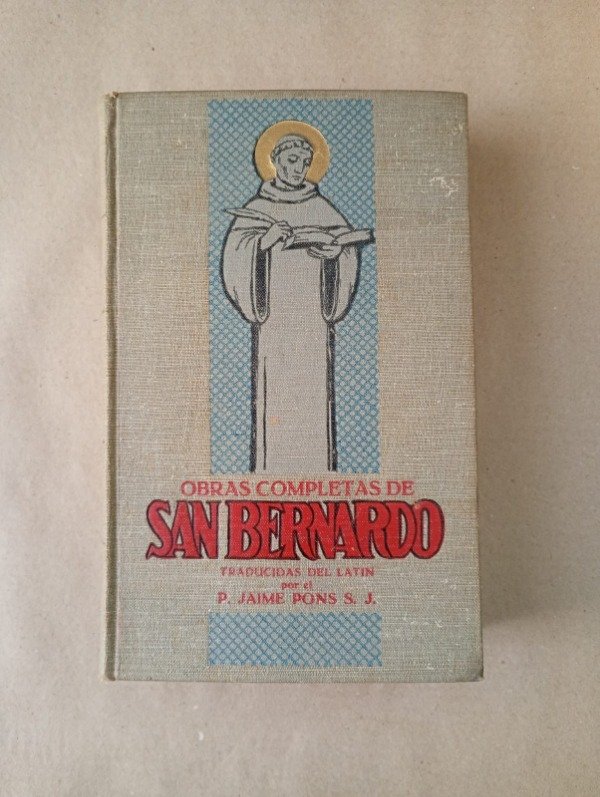 OBRAS COMPLETAS DE
SAN BERNARDO
TRADUCIDAS DEL LATIN
por el
P. JAIME PONS S. J.